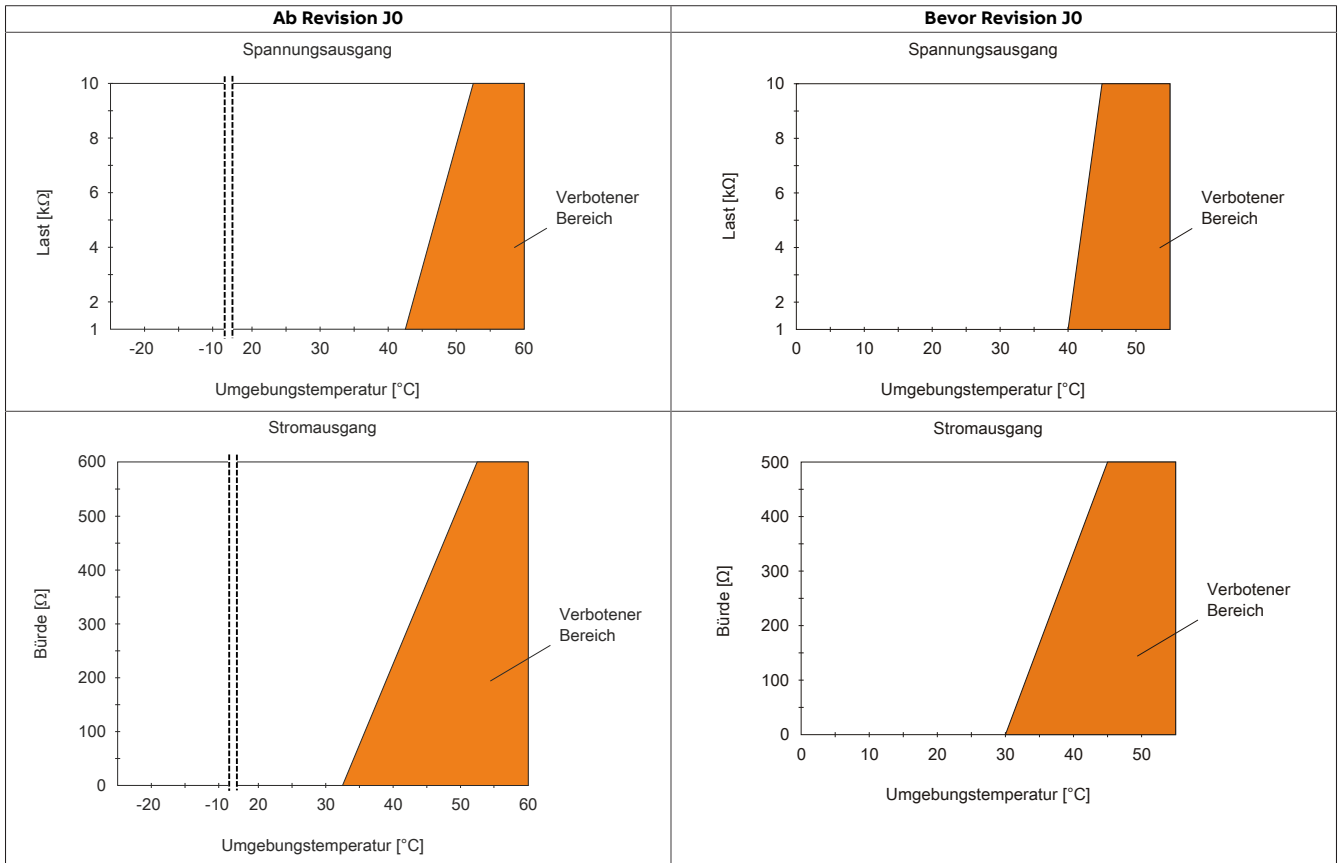 Ab Revision J0
Bevor Revision J0
Spannungsausgang
10
8
6
4
2
1
Last [kΩ]
-20
-10
20
30
40
50
60
Umgebungstemperatur [°C]
Verbotener
Bereich
Spannungsausgang
10
8
6
4
2
1
Last [kΩ]
0
10
20
30
40
50
Umgebungstemperatur [°C]
Verbotener
Bereich
Stromausgang
600
500
400
300
200
100
0
Bürde [Ω]
-20
-10
20
30
40
50
60
Umgebungstemperatur [°C]
Verbotener
Bereich
Stromausgang
500
400
300
200
100
0
Bürde [Ω]
0
10
20
30
40
50
Umgebungstemperatur [°C]
Verbotener
Bereich